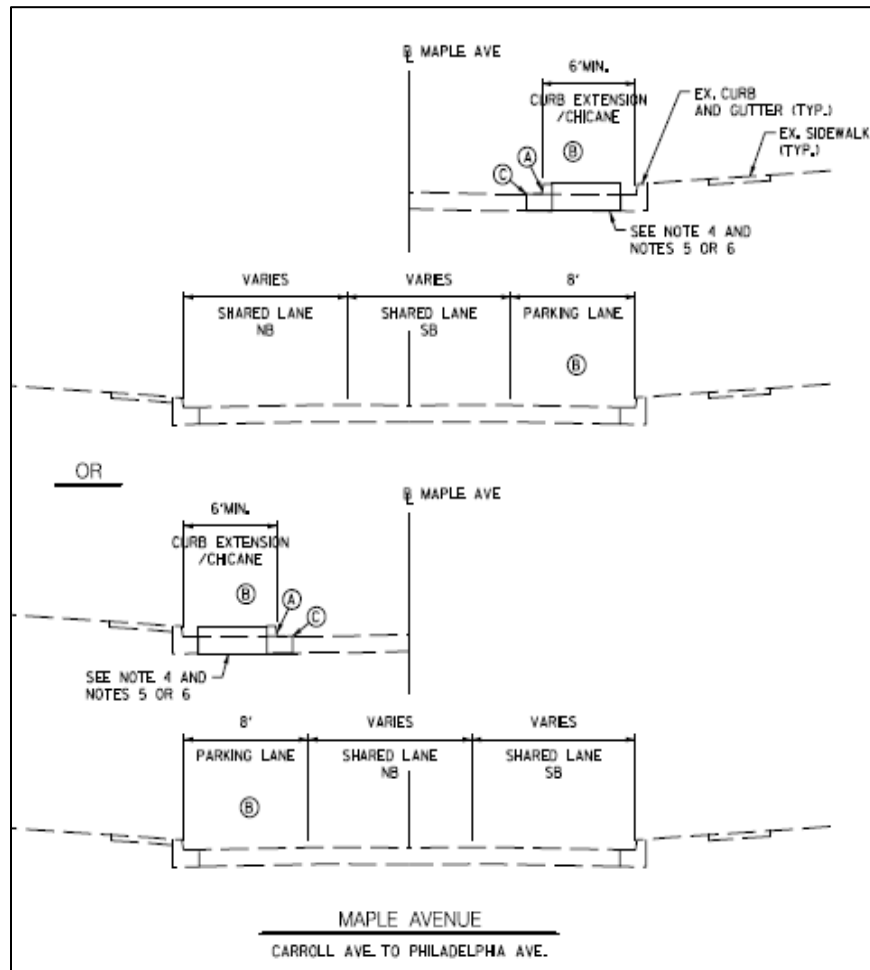 ℄ MAPLE AVE
6'MIN.
CURB EXTENSION
/CHICANE
EX. CURB
AND GUTTER (TYP.)
EX. SIDEWALK
(TYP.)
B
A
C
SEE NOTE 4 AND
NOTES 5 OR 6
VARIES
VARIES
8'
SHARED LANE
NB
SHARED LANE
SB
PARKING LANE
B
OR
℄ MAPLE AVE
6'MIN.
CURB EXTENSION
/CHICANE
B
A
C
SEE NOTE 4 AND
NOTES 5 OR 6
8'
VARIES
VARIES
PARKING LANE
SHARED LANE
NB
SHARED LANE
SB
B
MAPLE AVENUE
CARROLL AVE. TO PHILADELPHIA AVE.